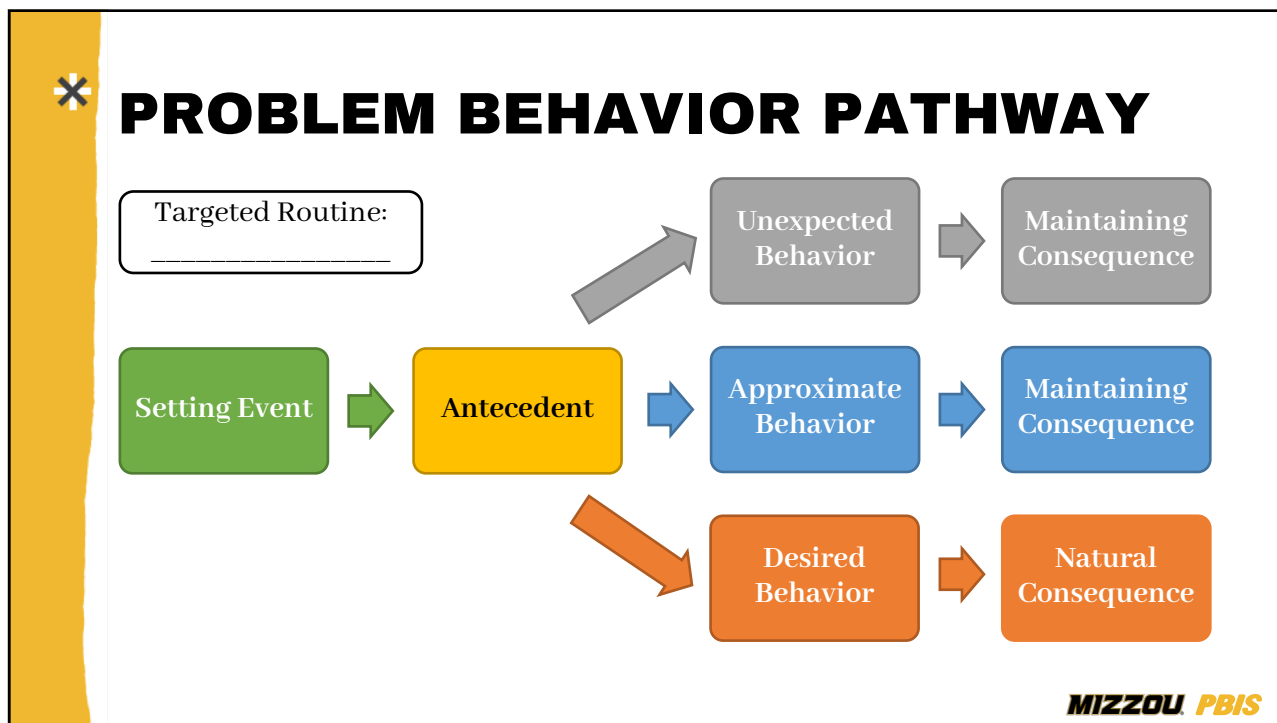 PROBLEM BEHAVIOR PATHWAY
Targeted Routine:
________________
Unexpected
Behavior
Maintaining
Consequence
Setting Event
Antecedent
Approximate
Behavior
Maintaining
Consequence
Desired
Behavior
Natural
Consequence
MIZZOU PBIS